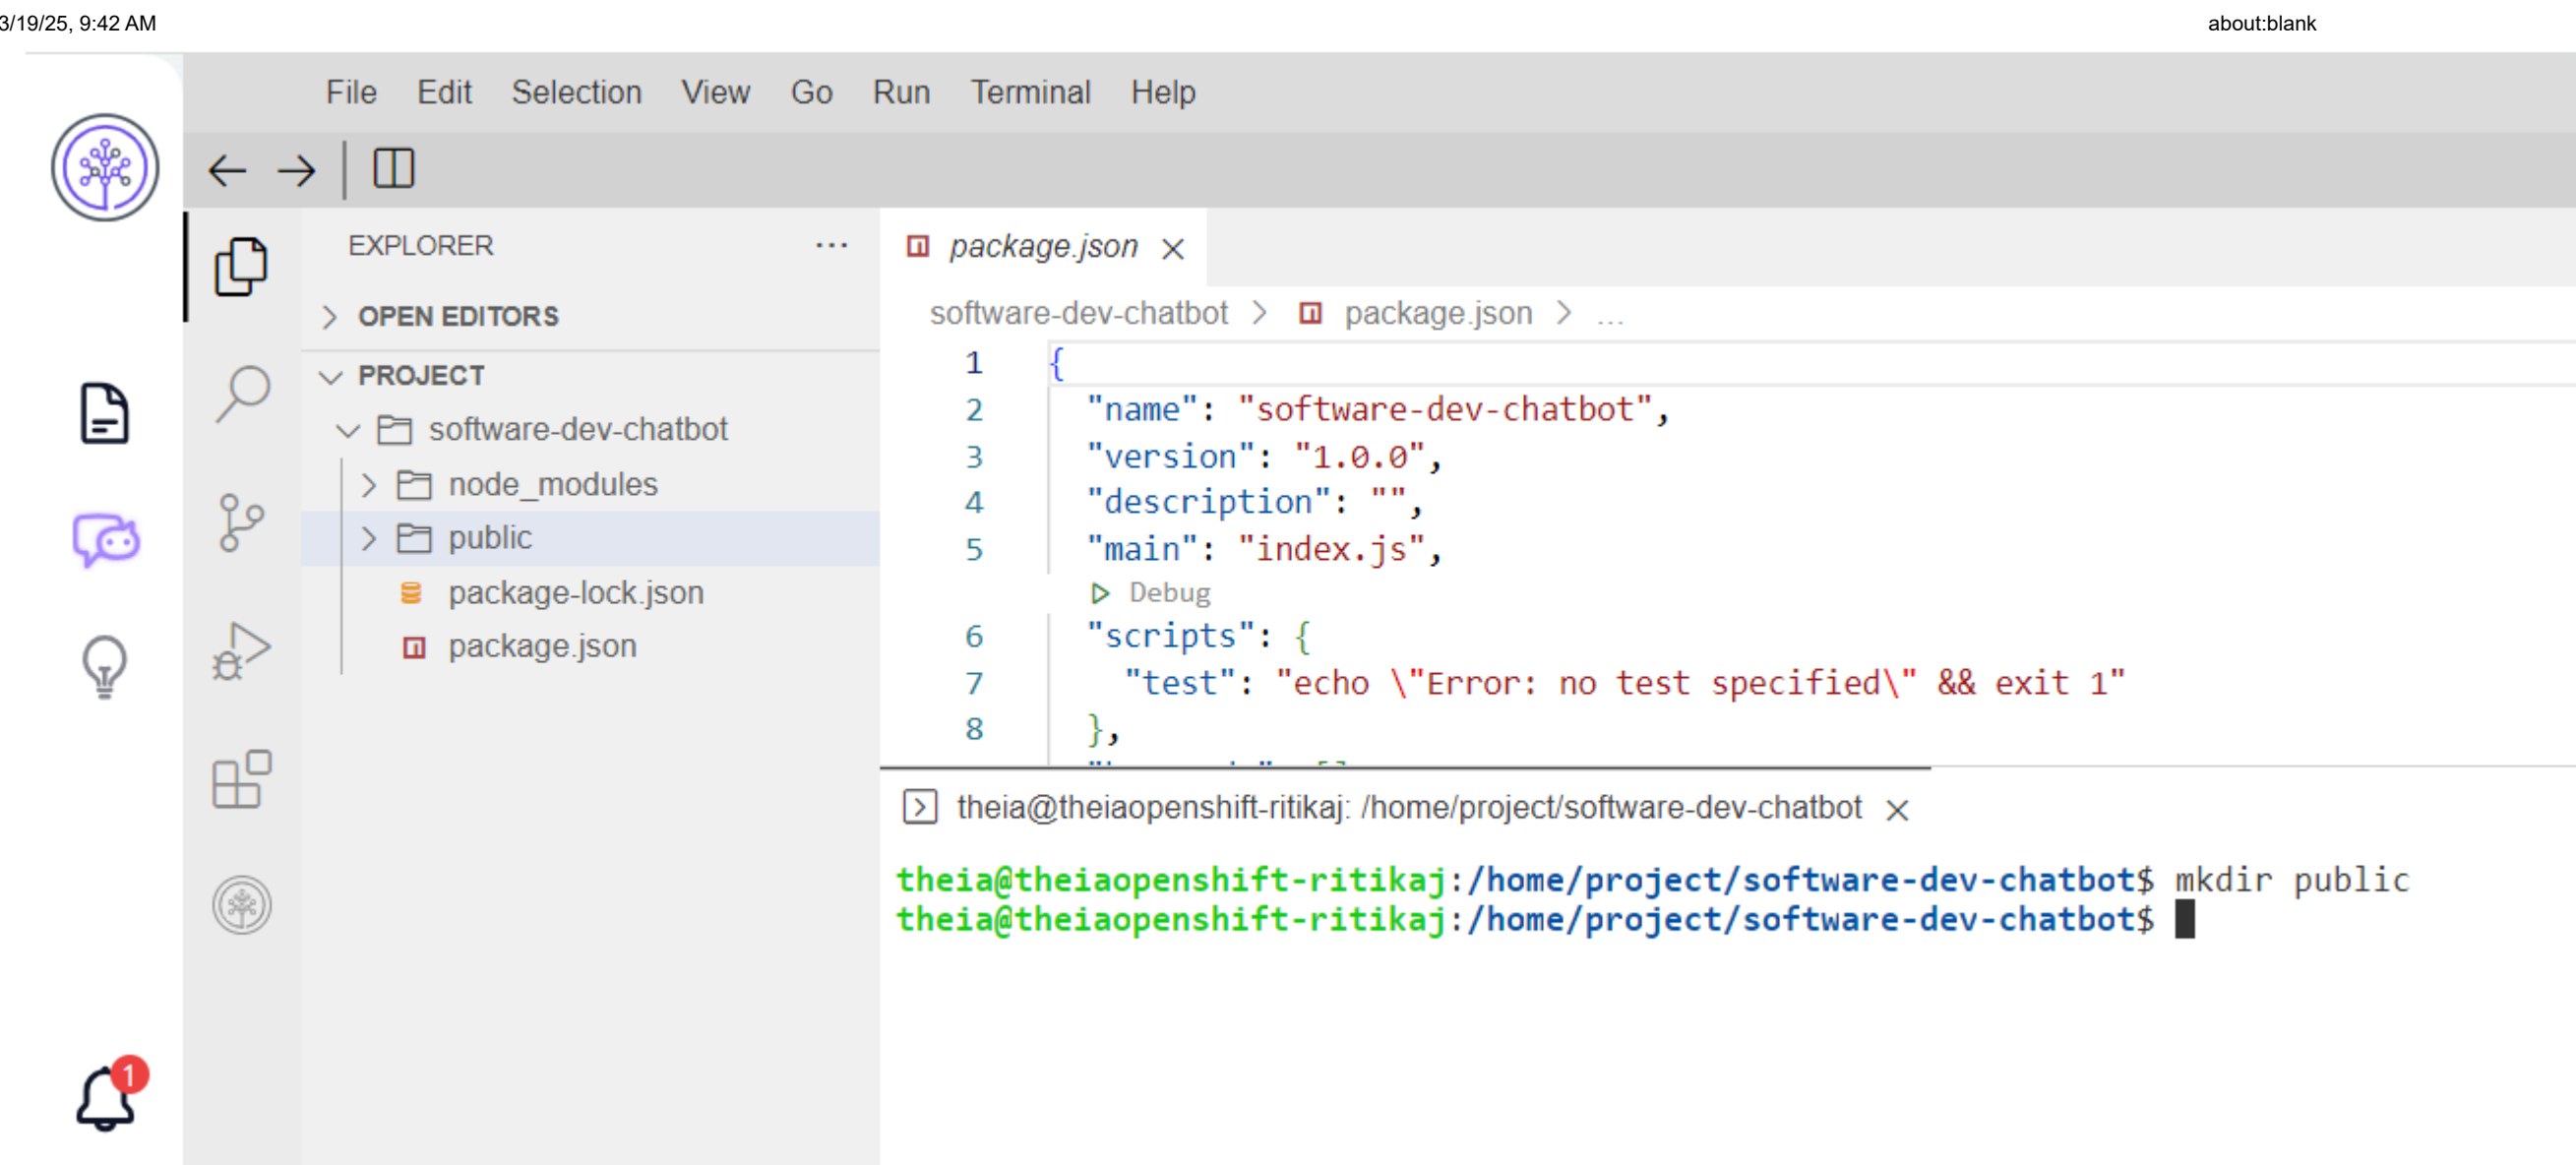 3/19/25, 9:42 AM
about:blank
File Edit Selection View Go Run Terminal Help
EXPLORER
...
OPEN EDITORS
PROJECT
software-dev-chatbot
node_modules
public
package-lock.json
package.json
package.json
software-dev-chatbot > package.json > ...
1 {
2 "name": "software-dev-chatbot",
3 "version": "1.0.0",
4 "description": "",
5 "main": "index.js",
Debug
6 "scripts": {
7 "test": "echo \"Error: no test specified\" && exit 1"
8 },
theia@theiaopenshift-ritikaj: /home/project/software-dev-chatbot
theia@theiaopenshift-ritikaj:/home/project/software-dev-chatbot$ mkdir public
theia@theiaopenshift-ritikaj:/home/project/software-dev-chatbot$
1